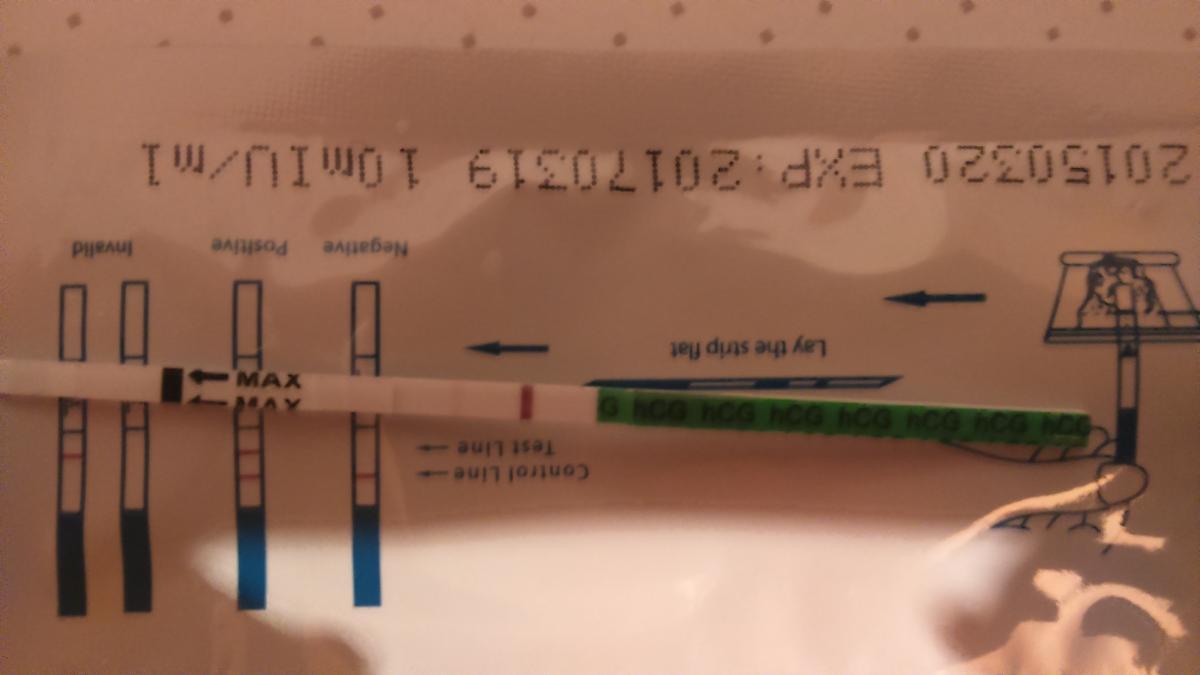 20150320 EXP:20170319 10mIU/ml
Negative
Positive
Invalid
Lay the strip flat
MAX
MAX
G hCG hCG hCG hCG hCG hCG hCG
Test Line
Control Line